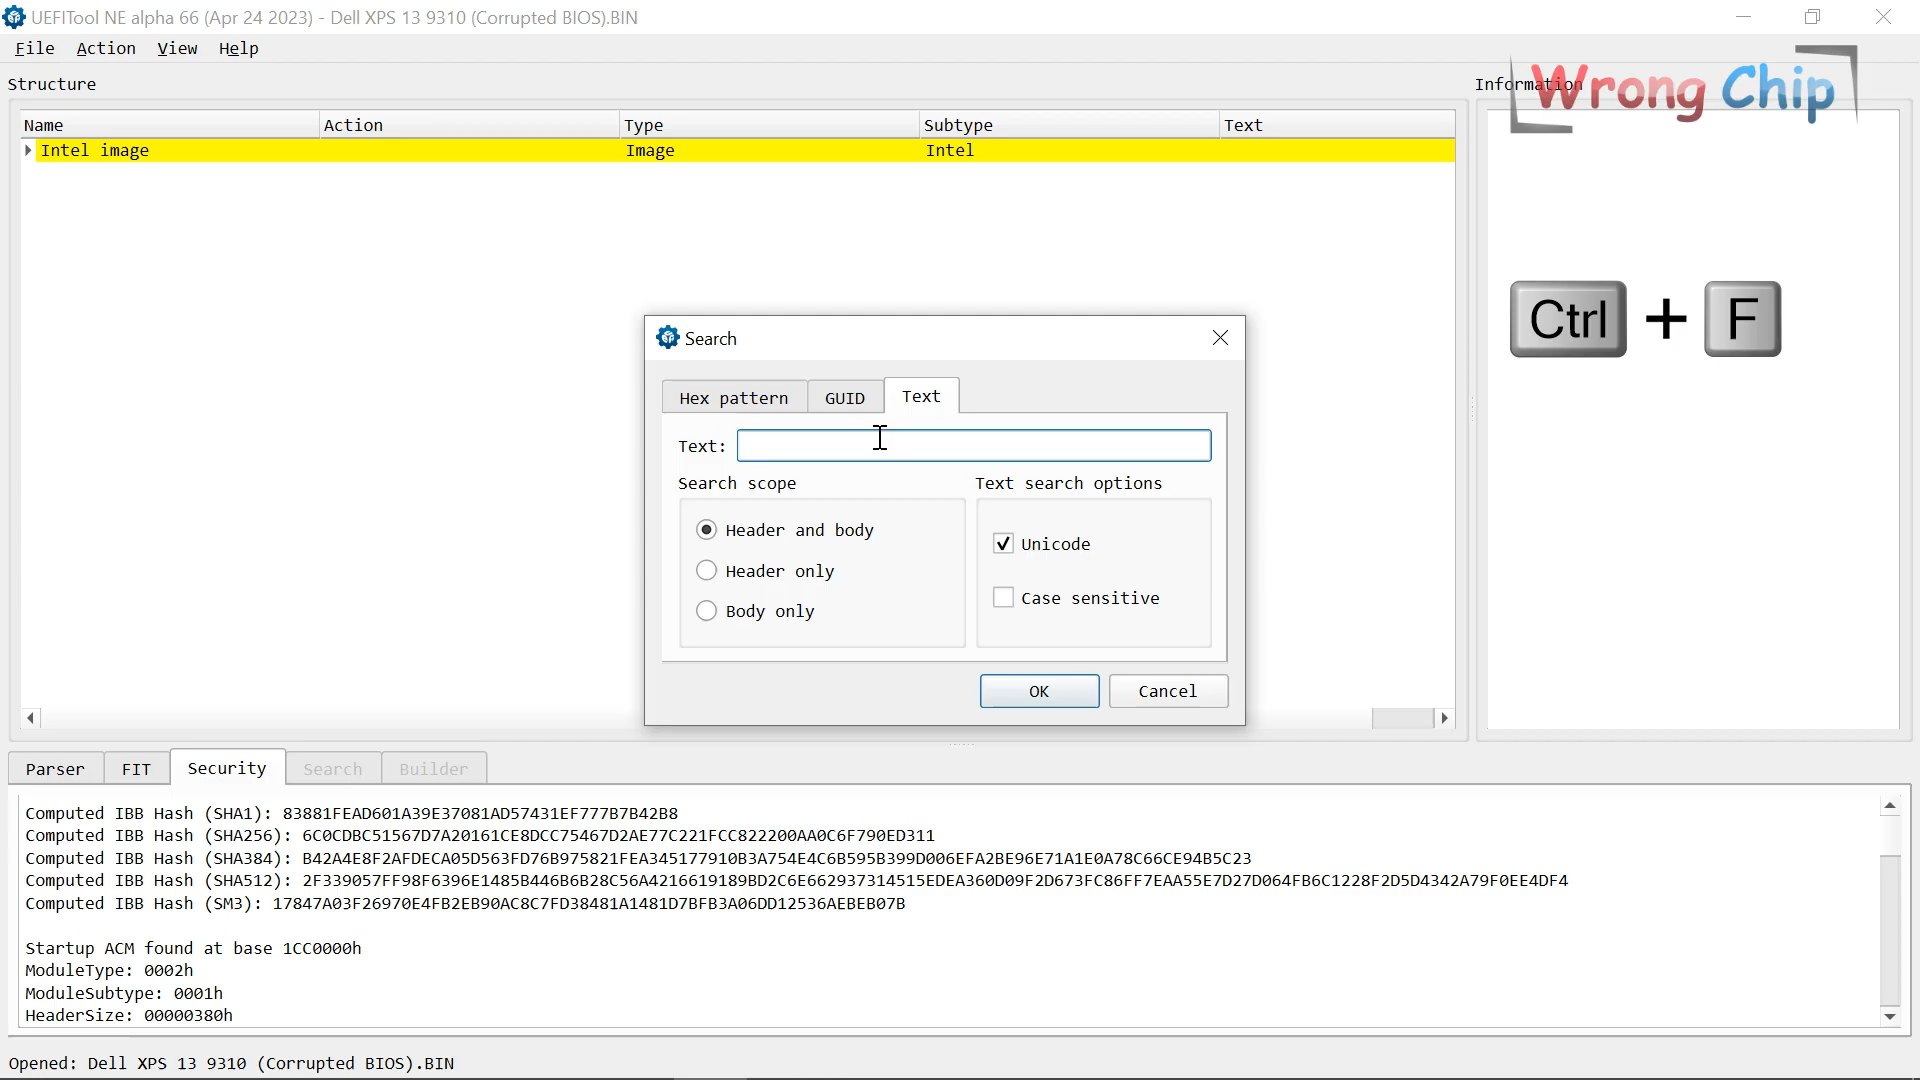 UEFITool NE alpha 66 (Apr 24 2023) - Dell XPS 13 9310 (Corrupted BIOS).BIN
File Action View Help
Structure
Information
Wrong Chip
Name Action Type Subtype Text
Intel image Image Intel
Ctrl + F
Search
Hex pattern GUID Text
Text:
Search scope Text search options
Header and body
Unicode
Header only
Case sensitive
Body only
OK Cancel
Parser FIT Security Search Builder
Computed IBB Hash (SHA1): 83881FEAD601A39E37081AD57431EF777B7B42B8
Computed IBB Hash (SHA256): 6C0CDBC51567D7A20161CE8DCC75467D2AE77C221FCC822200AA0C6F790ED311
Computed IBB Hash (SHA384): B42A4E8F2AFDECA05D563FD76B975821FEA345177910B3A754E4C6B595B399D006EFA2BE96E71A1E0A78C66CE94B5C23
Computed IBB Hash (SHA512): 2F339057FF98F6396E1485B446B6B28C56A4216619189BD2C6E662937314515EDEA360D09F2D673FC86FF7EAA55E7D27D064FB6C1228F2D5D4342A79F0EE4DF4
Computed IBB Hash (SM3): 17847A03F26970E4FB2EB90AC8C7FD38481A1481D7BFB3A06DD12536AEBEB07B
Startup ACM found at base 1CC0000h
ModuleType: 0002h
ModuleSubtype: 0001h
HeaderSize: 00000380h
Opened: Dell XPS 13 9310 (Corrupted BIOS).BIN